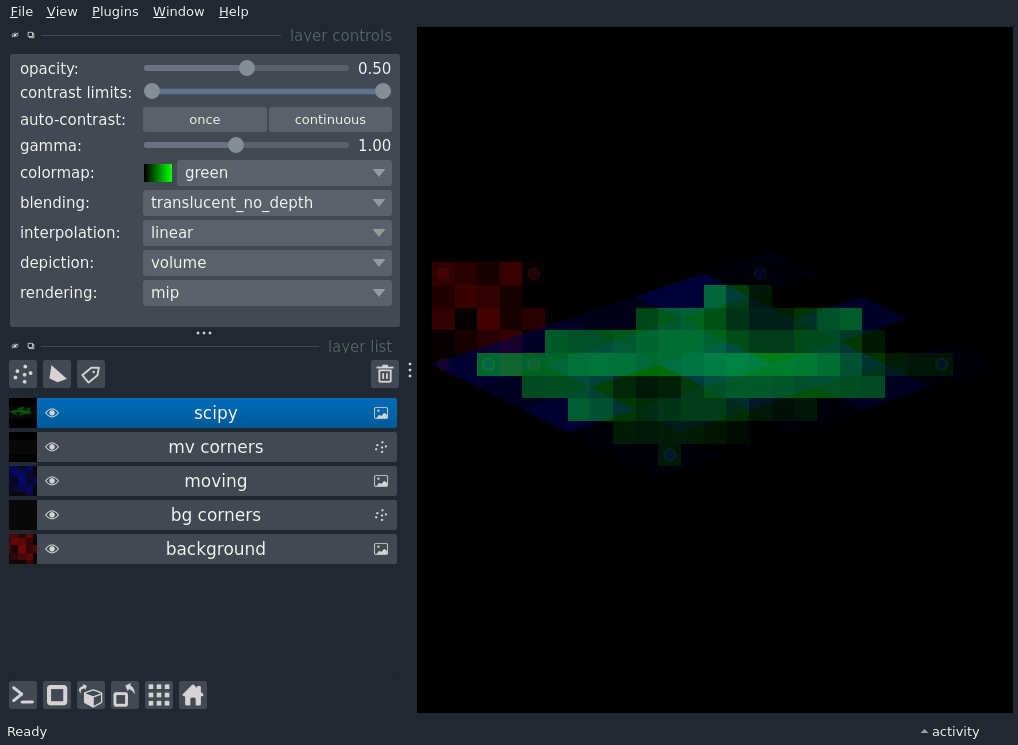 File View Plugins Window Help
layer controls
opacity: 0.50
contrast limits:
auto-contrast: once continuous
gamma: 1.00
colormap: green
blending: translucent_no_depth
interpolation: linear
depiction: volume
rendering: mip
layer list
scipy
mv corners
moving
bg corners
background
Ready activity